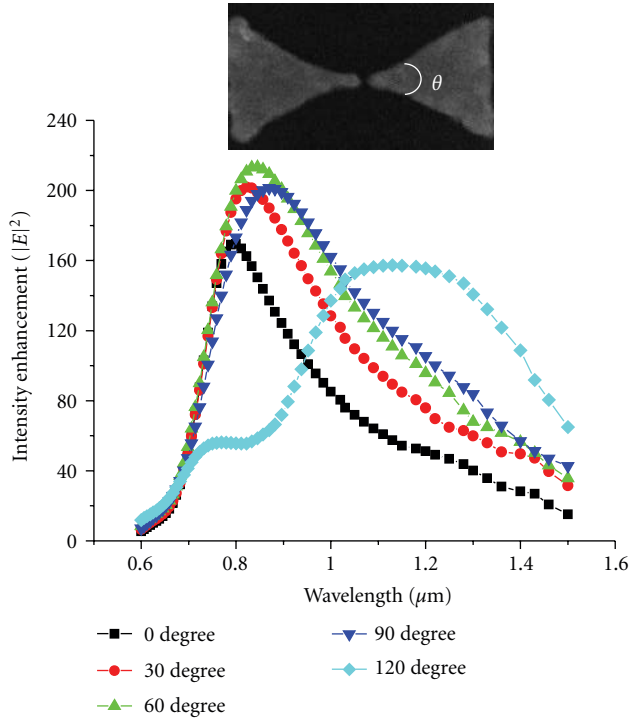 θ
240
200
160
120
80
40
0
Intensity enhancement (|E|²)
0.6
0.8
1
1.2
1.4
1.6
Wavelength (μm)
0 degree
30 degree
60 degree
90 degree
120 degree